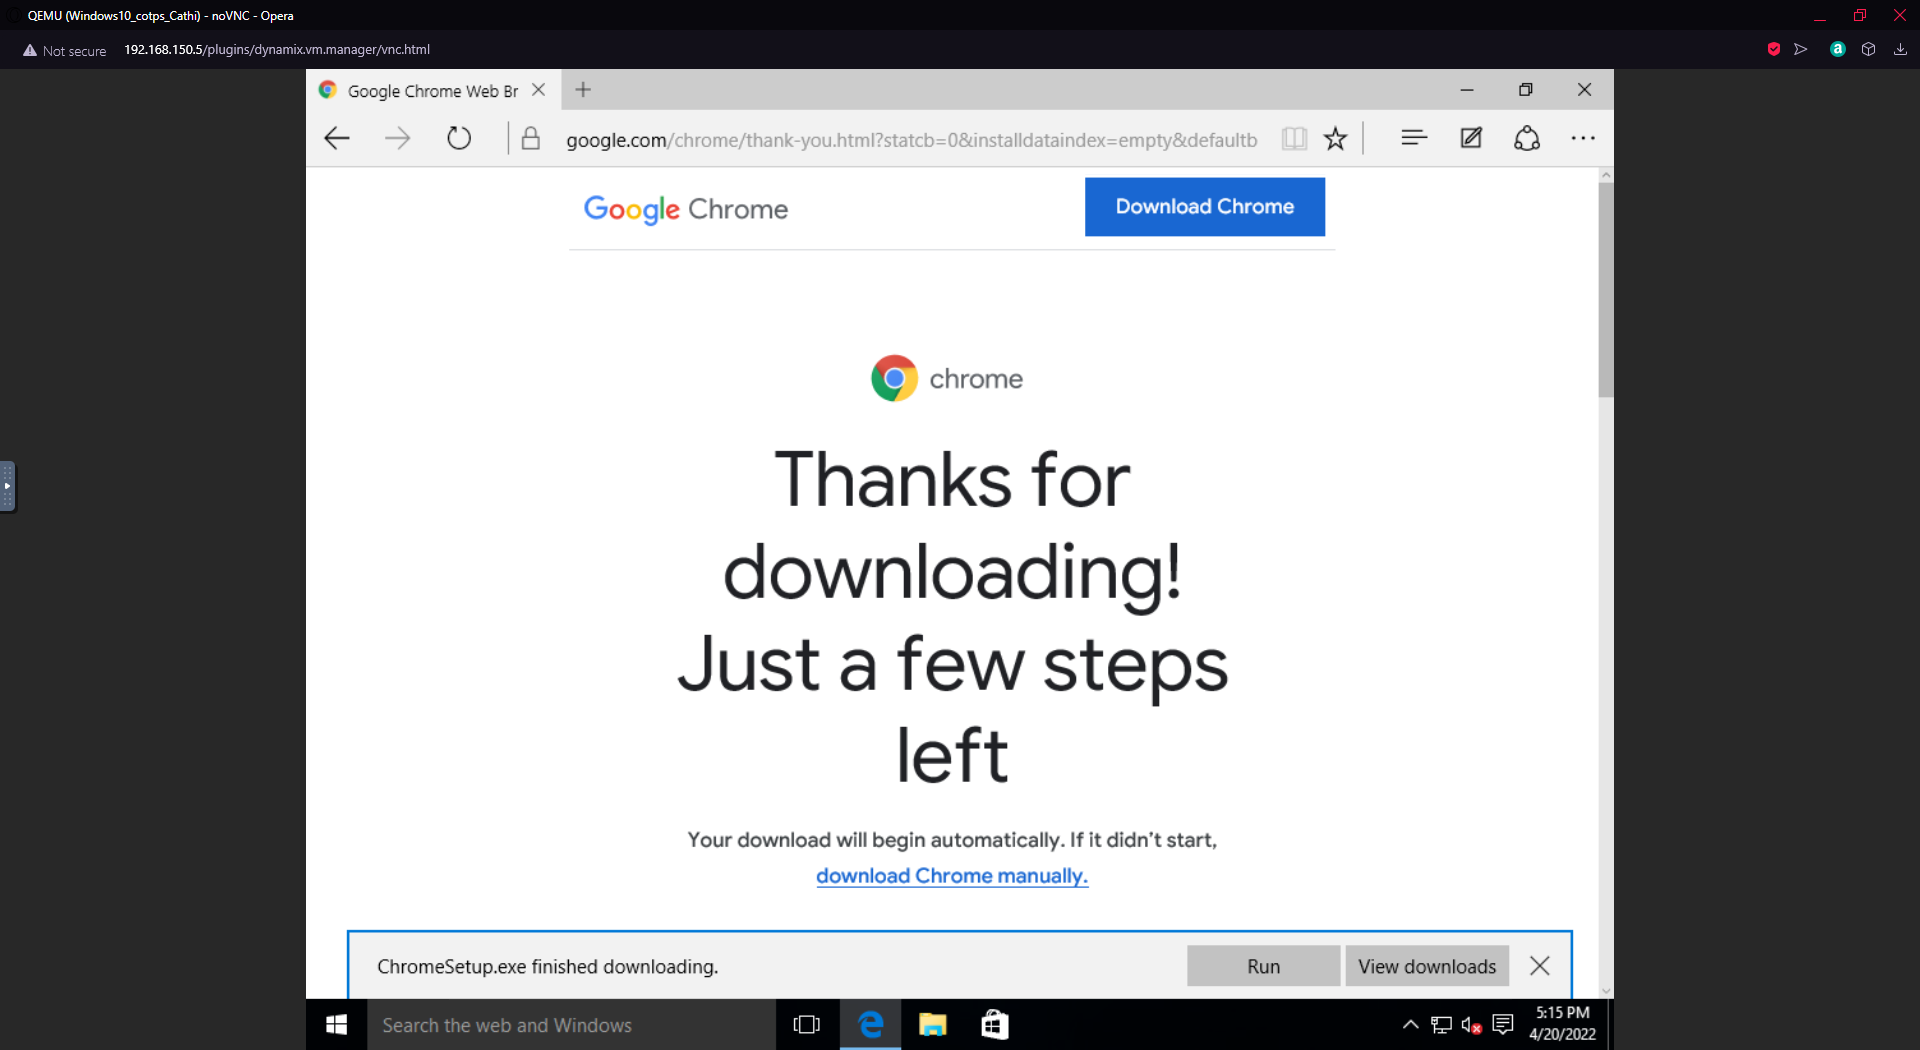 QEMU (Windows10_cotps_Cathi) - noVNC - Opera
Not secure 192.168.150.5/plugins/dynamix.vm.manager/vnc.html
Google Chrome Web Br
google.com/chrome/thank-you.html?statcb=0&installdataindex=empty&defaultb
Google Chrome
Download Chrome
chrome
Thanks for
downloading!
Just a few steps
left
Your download will begin automatically. If it didn't start,
download Chrome manually.
ChromeSetup.exe finished downloading.
Run
View downloads
Search the web and Windows
5:15 PM
4/20/2022